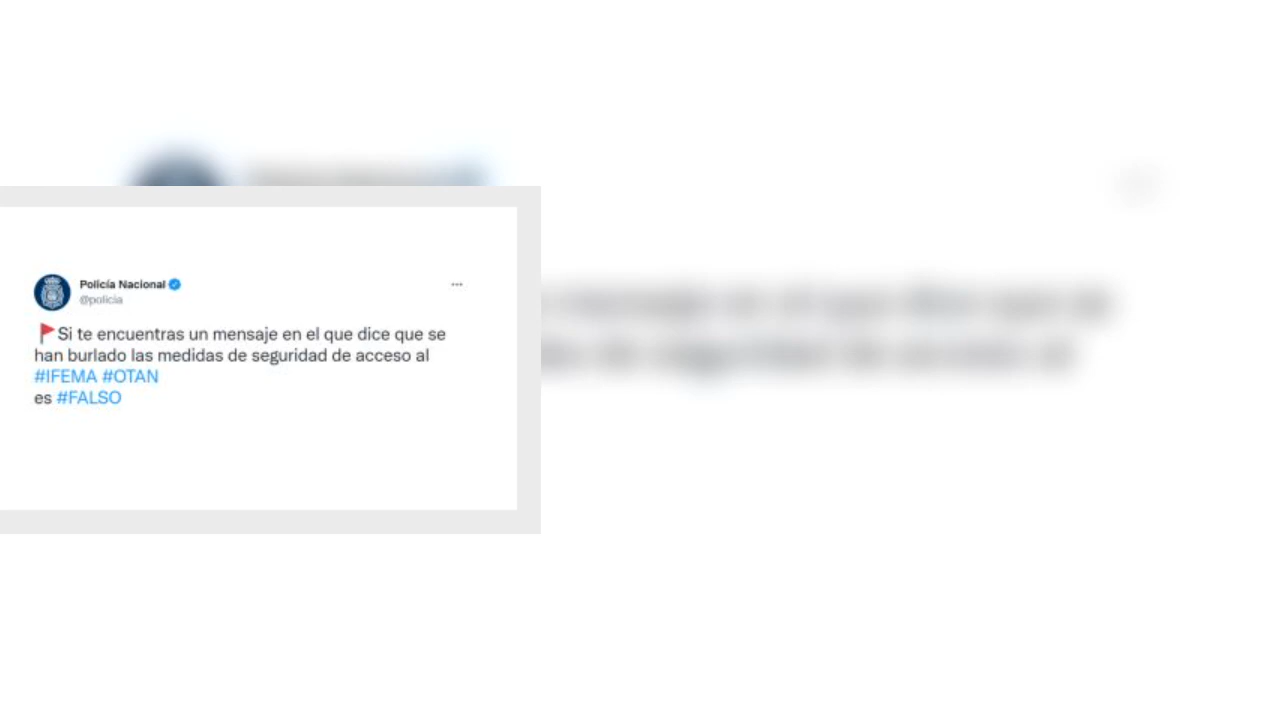 Policía Nacional
@policia
🚩Si te encuentras un mensaje en el que dice que se
han burlado las medidas de seguridad de acceso al
#IFEMA #OTAN
es #FALSO